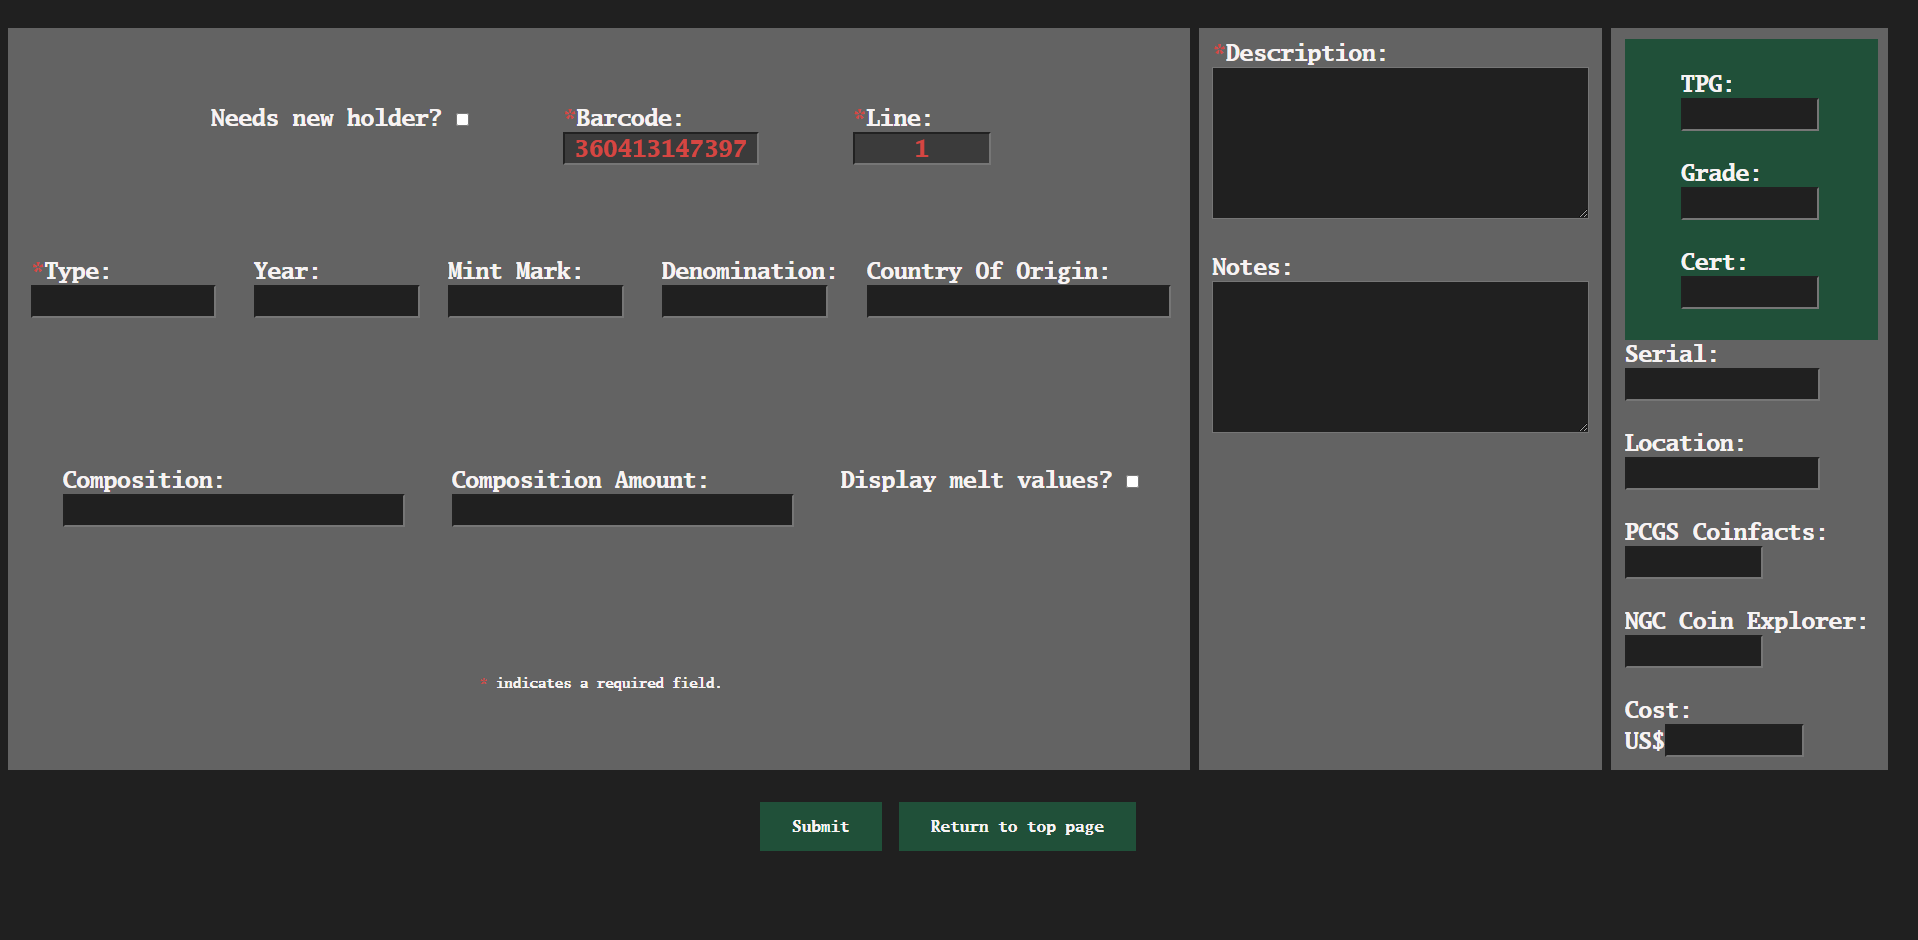 Needs new holder?
*Barcode:
360413147397
*Line:
1
*Type:
Year:
Mint Mark:
Denomination:
Country Of Origin:
Composition:
Composition Amount:
Display melt values?
* indicates a required field.
*Description:
Notes:
TPG:
Grade:
Cert:
Serial:
Location:
PCGS Coinfacts:
NGC Coin Explorer:
Cost:
US$
Submit
Return to top page